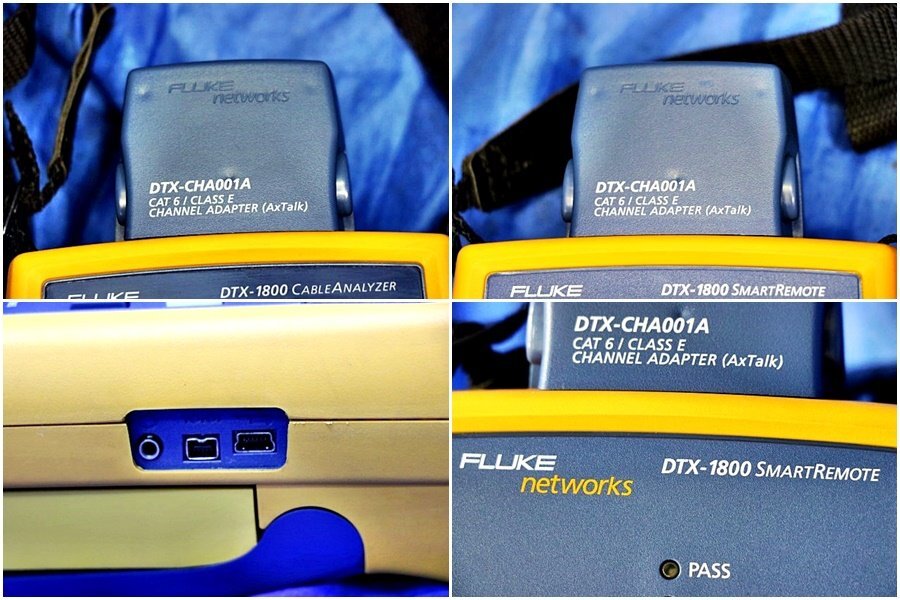 FLUKE
networks
DTX-CHA001A
CAT 6 / CLASS E
CHANNEL ADAPTER (AxTalk)
FLUKE
DTX-1800 CABLEANALYZER
FLUKE
networks
DTX-CHA001A
CAT 6 / CLASS E
CHANNEL ADAPTER (AxTalk)
FLUKE
DTX-1800 SMARTREMOTE
DTX-CHA001A
CAT 6 / CLASS E
CHANNEL ADAPTER (AxTalk)
FLUKE
networks
DTX-1800 SMARTREMOTE
PASS